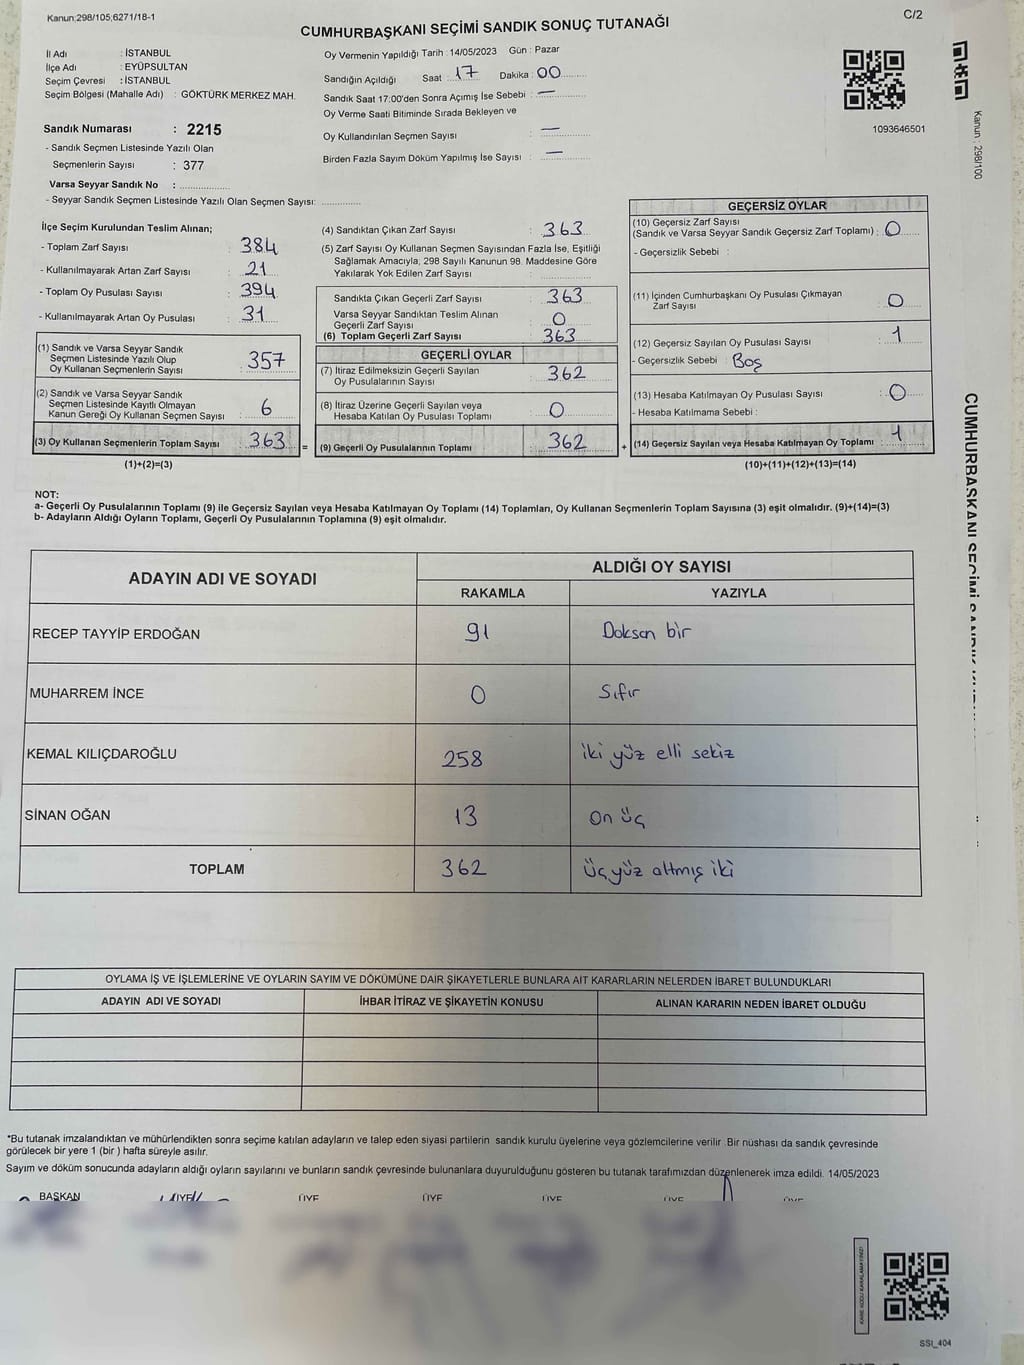 Kanun:298/105;6271/18-1
C/2
CUMHURBAŞKANI SEÇİMİ SANDIK SONUÇ TUTANAĞI
İl Adı : İSTANBUL
İlçe Adı : EYÜPSULTAN
Seçim Çevresi : İSTANBUL
Seçim Bölgesi (Mahalle Adı) : GÖKTÜRK MERKEZ MAH.
Sandık Numarası : 2215
- Sandık Seçmen Listesinde Yazılı Olan
Seçmenlerin Sayısı : 377
Varsa Seyyar Sandık No :
- Seyyar Sandık Seçmen Listesinde Yazılı Olan Seçmen Sayısı:
Oy Vermenin Yapıldığı Tarih : 14/05/2023 Gün : Pazar
Sandığın Açıldığı Saat : 17 Dakika : 00
Sandık Saat 17:00'den Sonra Açımış İse Sebebi : —
Oy Verme Saati Bitiminde Sırada Bekleyen ve
Oy Kullandırılan Seçmen Sayısı : —
Birden Fazla Sayım Döküm Yapılmış İse Sayısı : —
1093646501
Kanun : 298/100
İlçe Seçim Kurulundan Teslim Alınan;
- Toplam Zarf Sayısı : 384
- Kullanılmayarak Artan Zarf Sayısı : 21
- Toplam Oy Pusulası Sayısı : 394
- Kullanılmayarak Artan Oy Pusulası : 31
(1) Sandık ve Varsa Seyyar Sandık
Seçmen Listesinde Yazılı Olup
Oy Kullanan Seçmenlerin Sayısı : 357
(2) Sandık ve Varsa Seyyar Sandık
Seçmen Listesinde Kayıtlı Olmayan
Kanun Gereği Oy Kullanan Seçmen Sayısı : 6
(3) Oy Kullanan Seçmenlerin Toplam Sayısı : 363 =
(1)+(2)=(3)
(4) Sandıktan Çıkan Zarf Sayısı : 363
(5) Zarf Sayısı Oy Kullanan Seçmen Sayısından Fazla İse, Eşitliği
Sağlamak Amacıyla, 298 Sayılı Kanunun 98. Maddesine Göre
Yakılarak Yok Edilen Zarf Sayısı :
Sandıkta Çıkan Geçerli Zarf Sayısı : 363
Varsa Seyyar Sandıktan Teslim Alınan
Geçerli Zarf Sayısı : 0
(6) Toplam Geçerli Zarf Sayısı : 363
GEÇERLİ OYLAR
(7) İtiraz Edilmeksizin Geçerli Sayılan
Oy Pusulalarının Sayısı : 362
(8) İtiraz Üzerine Geçerli Sayılan veya
Hesaba Katılan Oy Pusulası Toplamı : 0
(9) Geçerli Oy Pusulalarının Toplamı : 362 +
GEÇERSİZ OYLAR
(10) Geçersiz Zarf Sayısı
(Sandık ve Varsa Seyyar Sandık Geçersiz Zarf Toplamı) : 0
- Geçersizlik Sebebi :
(11) İçinden Cumhurbaşkanı Oy Pusulası Çıkmayan
Zarf Sayısı : 0
(12) Geçersiz Sayılan Oy Pusulası Sayısı : 1
- Geçersizlik Sebebi : Boş
(13) Hesaba Katılmayan Oy Pusulası Sayısı : 0
- Hesaba Katılmama Sebebi :
(14) Geçersiz Sayılan veya Hesaba Katılmayan Oy Toplamı : 1
(10)+(11)+(12)+(13)=(14)
NOT:
a- Geçerli Oy Pusulalarının Toplamı (9) ile Geçersiz Sayılan veya Hesaba Katılmayan Oy Toplamı (14) Toplamları, Oy Kullanan Seçmenlerin Toplam Sayısına (3) eşit olmalıdır. (9)+(14)=(3)
b- Adayların Aldığı Oyların Toplamı, Geçerli Oy Pusulalarının Toplamına (9) eşit olmalıdır.
ADAYIN ADI VE SOYADI
ALDIĞI OY SAYISI
RAKAMLA YAZIYLA
RECEP TAYYİP ERDOĞAN 91 Doksan bir
MUHARREM İNCE 0 Sıfır
KEMAL KILIÇDAROĞLU 258 iki yüz elli sekiz
SİNAN OĞAN 13 On üç
TOPLAM 362 Üçyüz altmış iki
OYLAMA İŞ VE İŞLEMLERİNE VE OYLARIN SAYIM VE DÖKÜMÜNE DAİR ŞİKAYETLERLE BUNLARA AİT KARARLARIN NELERDEN İBARET BULUNDUKLARI
ADAYIN ADI VE SOYADI İHBAR İTİRAZ VE ŞİKAYETİN KONUSU ALINAN KARARIN NEDEN İBARET OLDUĞU
*Bu tutanak imzalandıktan ve mühürlendikten sonra seçime katılan adayların ve talep eden siyasi partilerin sandık kurulu üyelerine veya gözlemcilerine verilir .Bir nüshası da sandık çevresinde
görülecek bir yere 1 (bir ) hafta süreyle asılır.
Sayım ve döküm sonucunda adayların aldığı oyların sayılarını ve bunların sandık çevresinde bulunanlara duyurulduğunu gösteren bu tutanak tarafımızdan düzenlenerek imza edildi. 14/05/2023
BAŞKAN ÜYE ÜYE ÜYE ÜYE ÜYE ÜYE
SSİ_404